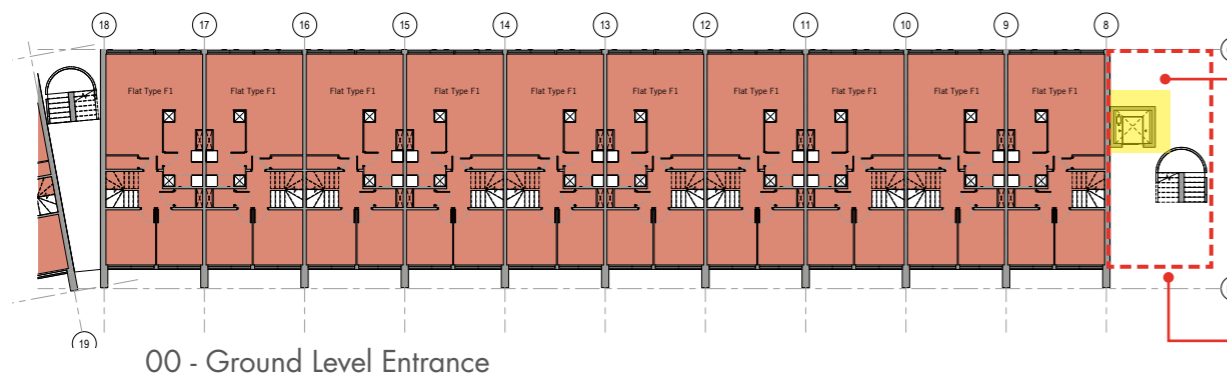 18 17 16 15 14 13 12 11 10 9 8
Flat Type F1 Flat Type F1 Flat Type F1 Flat Type F1 Flat Type F1 Flat Type F1 Flat Type F1 Flat Type F1 Flat Type F1 Flat Type F1
19
00 - Ground Level Entrance